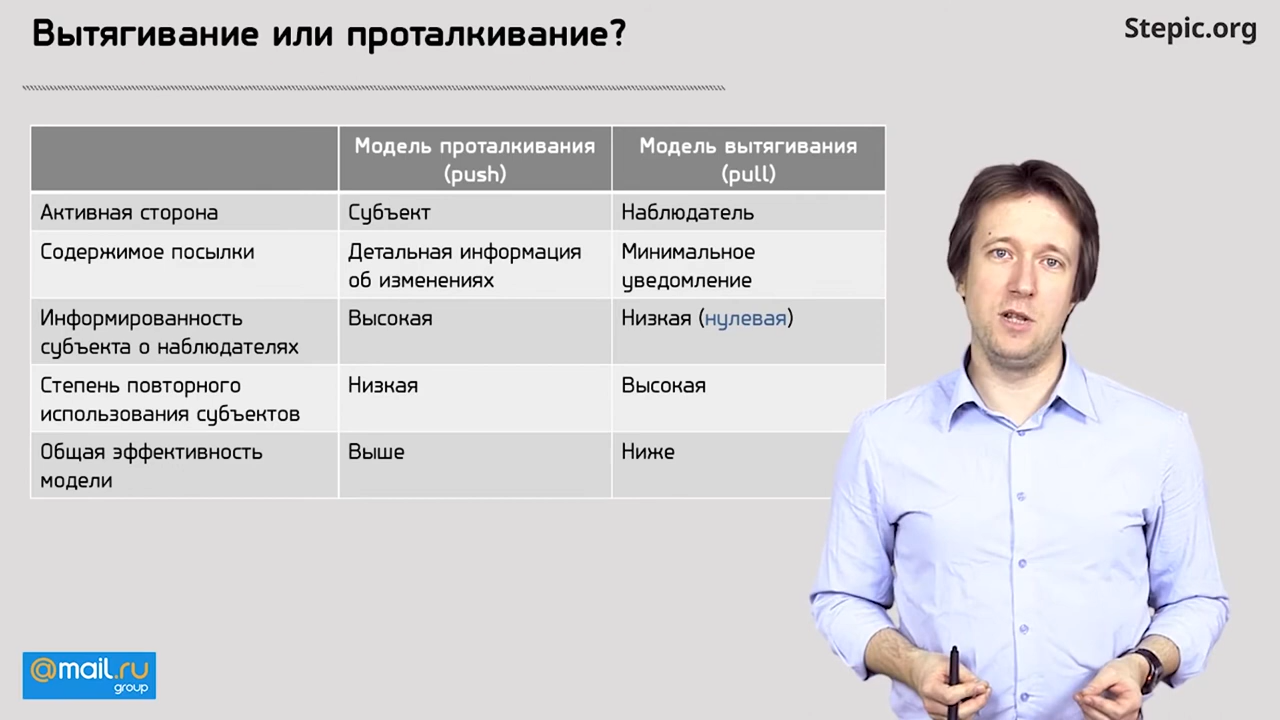 Вытягивание или проталкивание?
Stepic.org
Модель проталкивания
(push)
Модель вытягивания
(pull)
Активная сторона
Субъект
Наблюдатель
Содержимое посылки
Детальная информация
об изменениях
Минимальное
уведомление
Информированность
субъекта о наблюдателях
Высокая
Низкая (нулевая)
Степень повторного
использования субъектов
Низкая
Высокая
Общая эффективность
модели
Выше
Ниже
@mail.ru
group